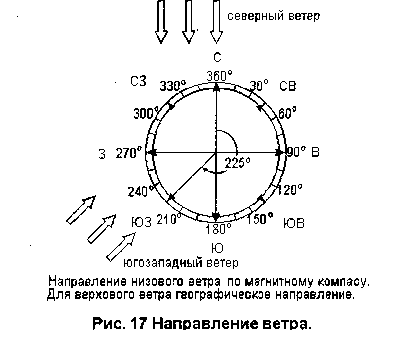 северный ветер
С
СЗ 330° 360° 30° СВ
300° 60°
З 270° 90° В
225°
240° 120°
ЮЗ 210° 180° 150° ЮВ
Ю
югозападный ветер
Направление низового ветра по магнитному компасу.
Для верхового ветра географическое направление.
Рис. 17 Направление ветра.